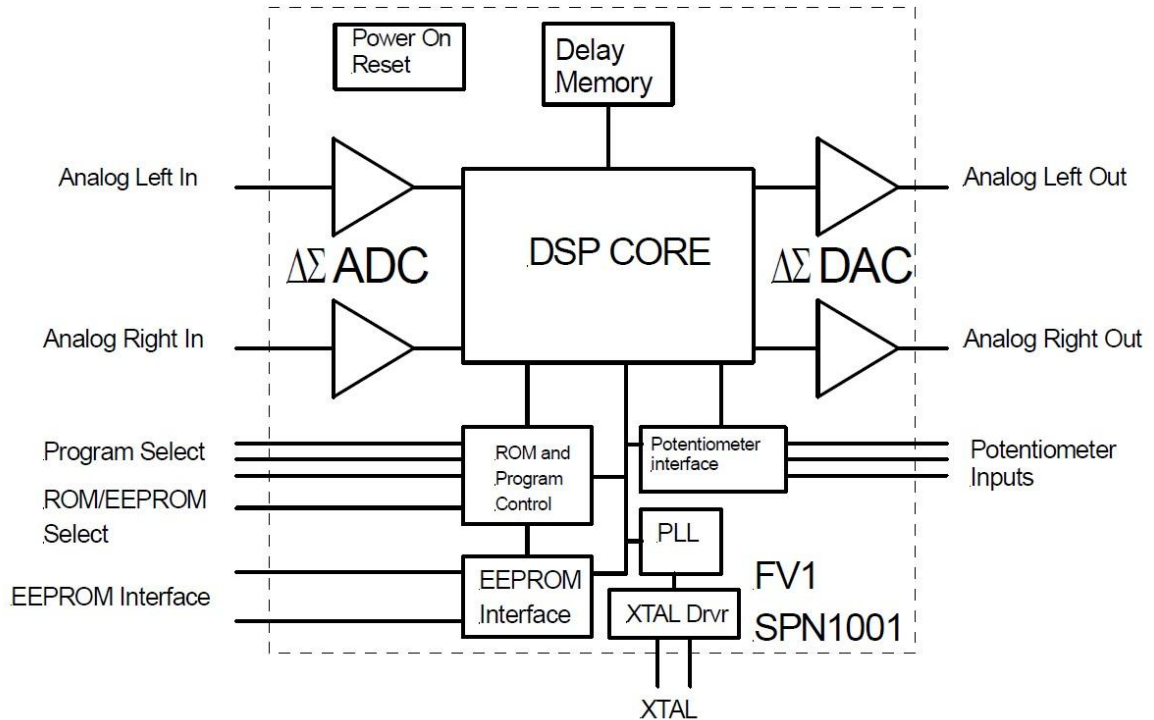 Power On
Reset
Delay
Memory
Analog Left In
Analog Left Out
DSP CORE
ΔΣ ADC
ΔΣ DAC
Analog Right In
Analog Right Out
Program Select
ROM and
Program
Control
Potentiometer
interface
Potentiometer
Inputs
ROM/EEPROM
Select
PLL
EEPROM Interface
EEPROM
Interface
XTAL Drvr
FV1
SPN1001
XTAL